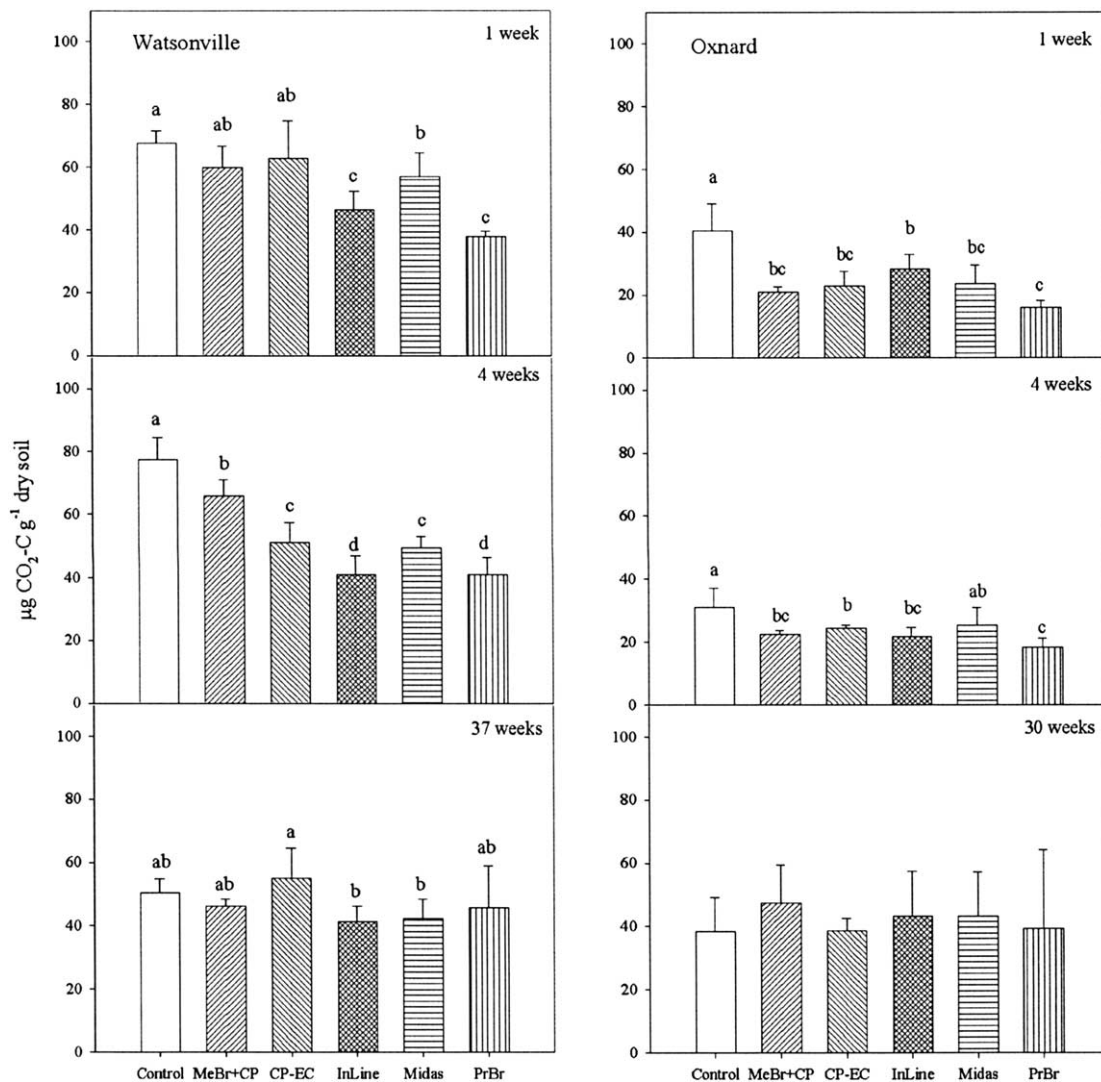 µg CO₂-C g⁻¹ dry soil
Watsonville
1 week
100
80
60
40
20
0
a
ab
ab
c
b
c
4 weeks
100
80
60
40
20
0
a
b
c
d
c
d
37 weeks
100
80
60
40
20
0
ab
ab
a
b
b
ab
Control MeBr+CP CP-EC InLine Midas PrBr
Oxnard
1 week
100
80
60
40
20
0
a
bc
bc
b
bc
c
4 weeks
100
80
60
40
20
0
a
bc
b
bc
ab
c
30 weeks
100
80
60
40
20
0
Control MeBr+CP CP-EC InLine Midas PrBr